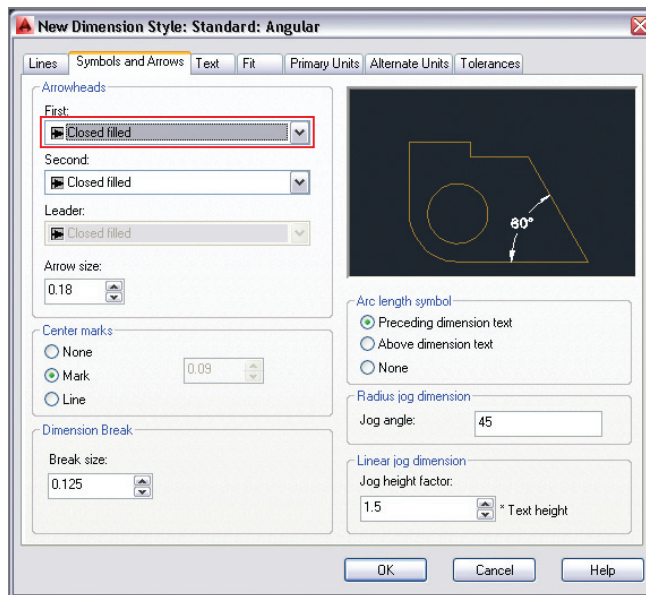 New Dimension Style: Standard: Angular
Lines
Symbols and Arrows
Text
Fit
Primary Units
Alternate Units
Tolerances
Arrowheads
First:
Closed filled
Second:
Closed filled
Leader:
Closed filled
Arrow size:
0.18
Center marks
None
Mark
0.09
Line
Dimension Break
Break size:
0.125
60°
Arc length symbol
Preceding dimension text
Above dimension text
None
Radius jog dimension
Jog angle:
45
Linear jog dimension
Jog height factor:
1.5
* Text height
OK
Cancel
Help